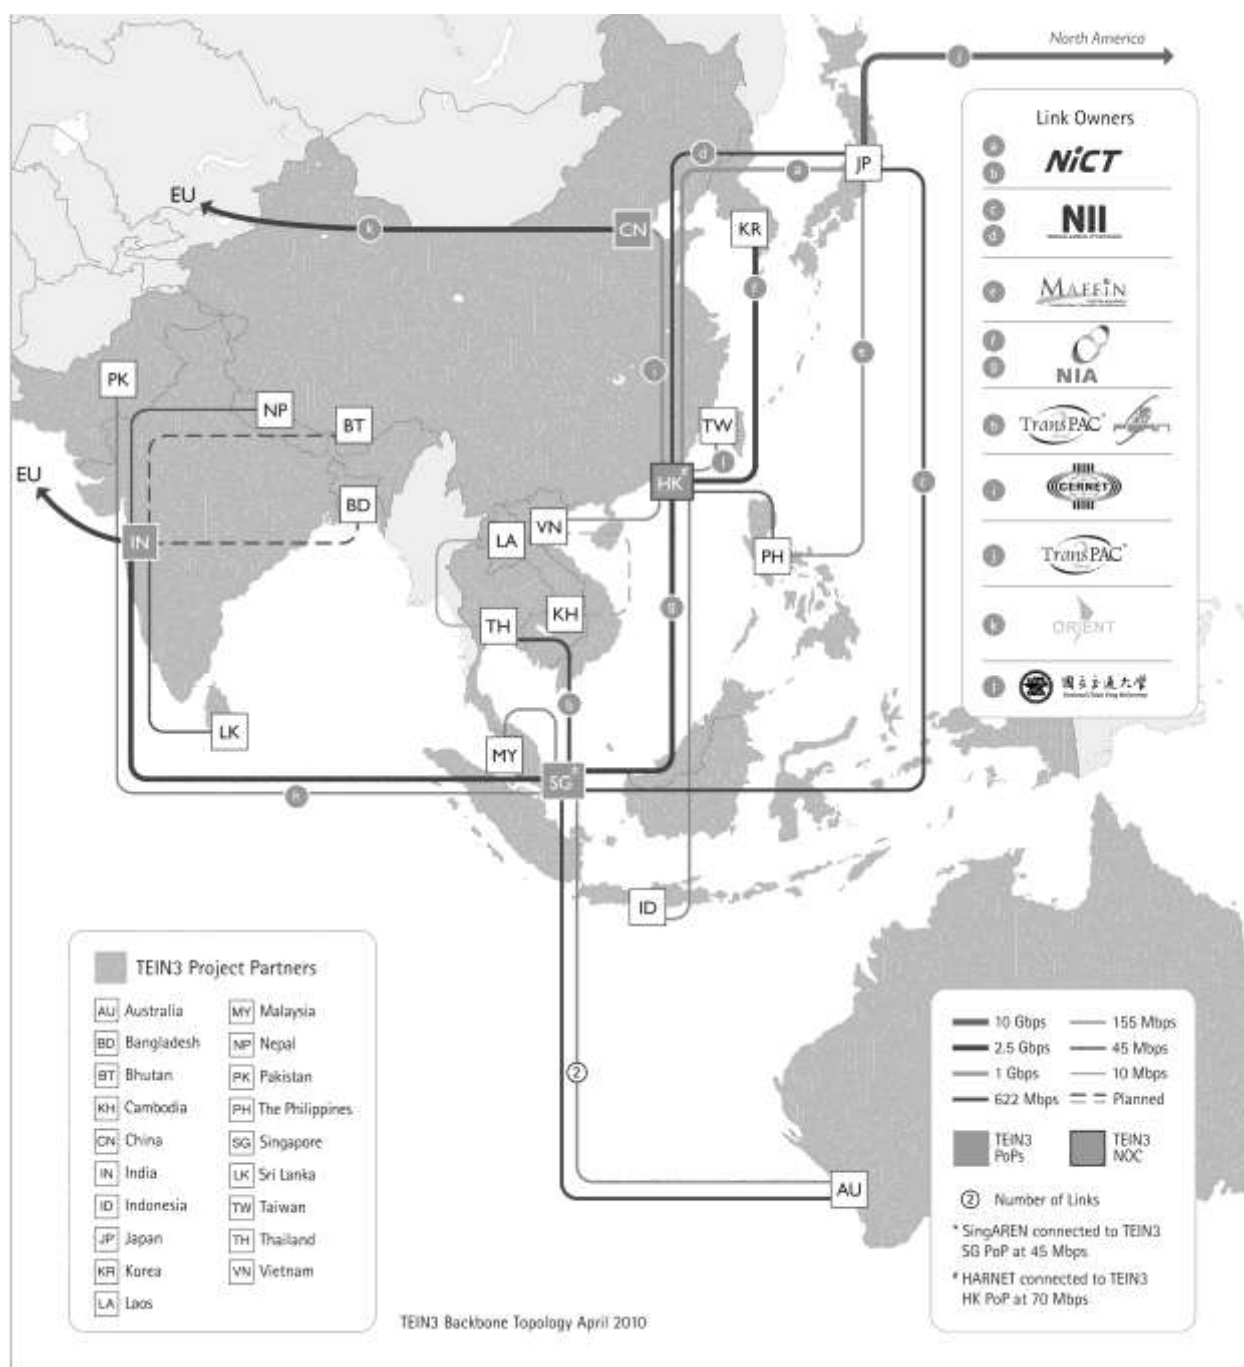 North America
j
Link Owners
a
b
NiCT
c
d
NII
e
MAFFIN
f
g
NIA
h
TransPAC
i
CERNET
j
TransPAC
k
ORIENT
l
國立交通大學
d
a
JP
EU
k
CN
KR
f
i
e
PK
NP
BT
TW
l
EU
HK#
c
IN
BD
VN
LA
PH
KH
TH
g
LK
MY
SG*
ID
2
AU
TEIN3 Project Partners
AU Australia
BD Bangladesh
BT Bhutan
KH Cambodia
CN China
IN India
ID Indonesia
JP Japan
KR Korea
LA Laos
MY Malaysia
NP Nepal
PK Pakistan
PH The Philippines
SG Singapore
LK Sri Lanka
TW Taiwan
TH Thailand
VN Vietnam
10 Gbps
2.5 Gbps
1 Gbps
622 Mbps
155 Mbps
45 Mbps
10 Mbps
Planned
TEIN3
PoPs
TEIN3
NOC
2 Number of Links
* SingAREN connected to TEIN3
SG PoP at 45 Mbps
# HARNET connected to TEIN3
HK PoP at 70 Mbps
TEIN3 Backbone Topology April 2010